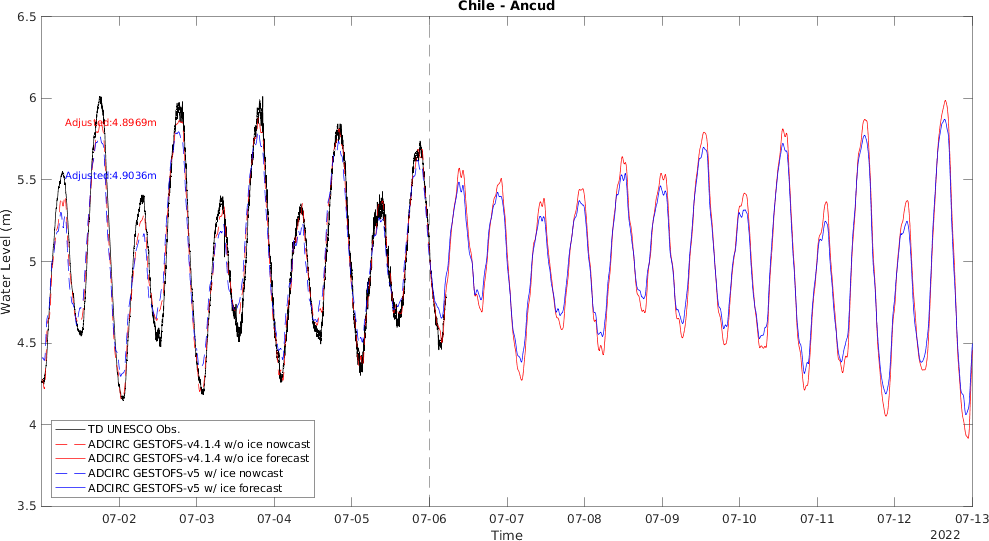 Chile - Ancud
6.5
6
5.5
5
4.5
4
3.5
Water Level (m)
Adjusted:4.8969m
Adjusted:4.9036m
TD UNESCO Obs.
ADCIRC GESTOFS-v4.1.4 w/o ice nowcast
ADCIRC GESTOFS-v4.1.4 w/o ice forecast
ADCIRC GESTOFS-v5 w/ ice nowcast
ADCIRC GESTOFS-v5 w/ ice forecast
07-02 07-03 07-04 07-05 07-06 07-07 07-08 07-09 07-10 07-11 07-12 07-13
Time
2022